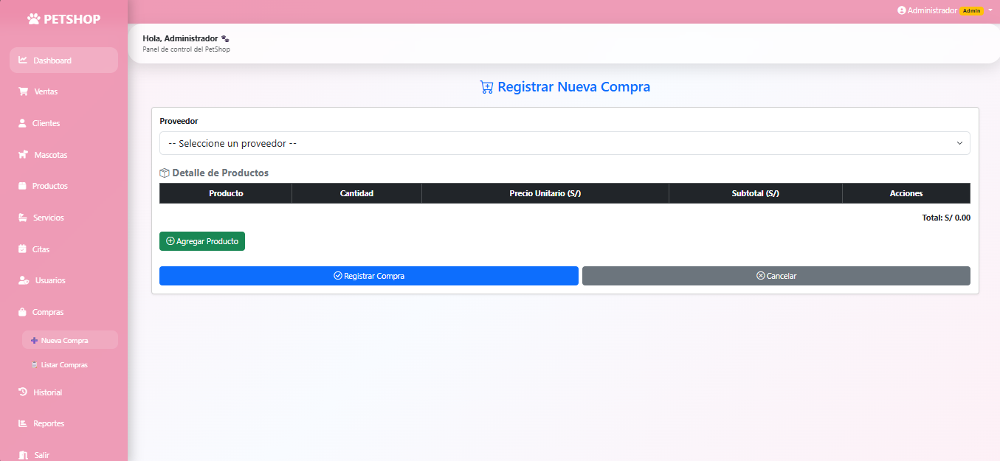 PETSHOP
Administrador Admin
Hola, Administrador
Panel de control del PetShop
Dashboard
Ventas
Clientes
Mascotas
Productos
Servicios
Citas
Usuarios
Compras
Nueva Compra
Listar Compras
Historial
Reportes
Salir
Registrar Nueva Compra
Proveedor
-- Seleccione un proveedor --
Detalle de Productos
Producto Cantidad Precio Unitario (S/) Subtotal (S/) Acciones
Total: S/ 0.00
Agregar Producto
Registrar Compra Cancelar